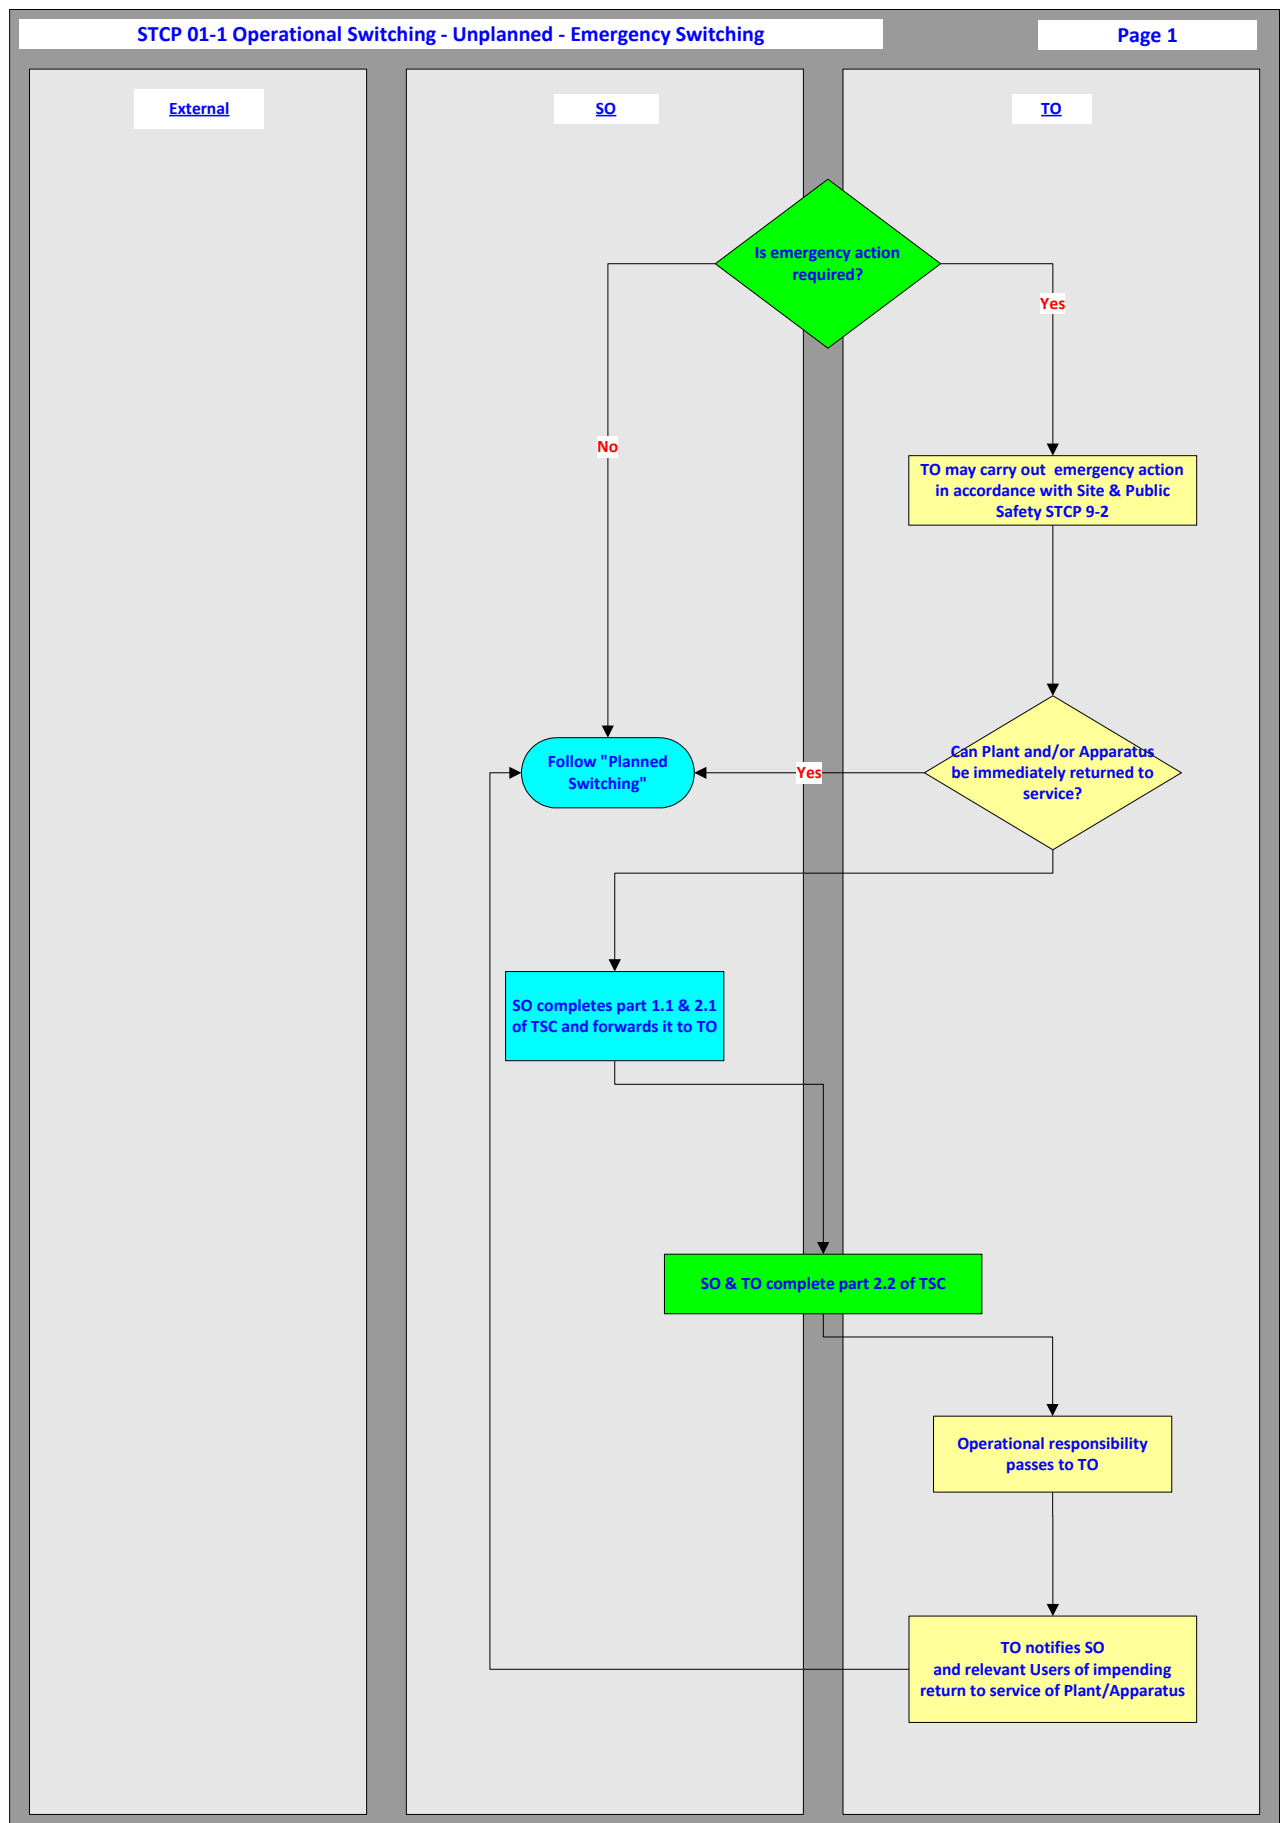 STCP 01-1 Operational Switching - Unplanned - Emergency Switching
Page 1
External
SO
TO
Is emergency action
required?
Yes
No
TO may carry out  emergency action
in accordance with Site & Public
Safety STCP 9-2
Follow "Planned
Switching"
Yes
Can Plant and/or Apparatus
be immediately returned to
service?
SO completes part 1.1 & 2.1
of TSC and forwards it to TO
SO & TO complete part 2.2 of TSC
Operational responsibility
passes to TO
TO notifies SO
and relevant Users of impending
return to service of Plant/Apparatus